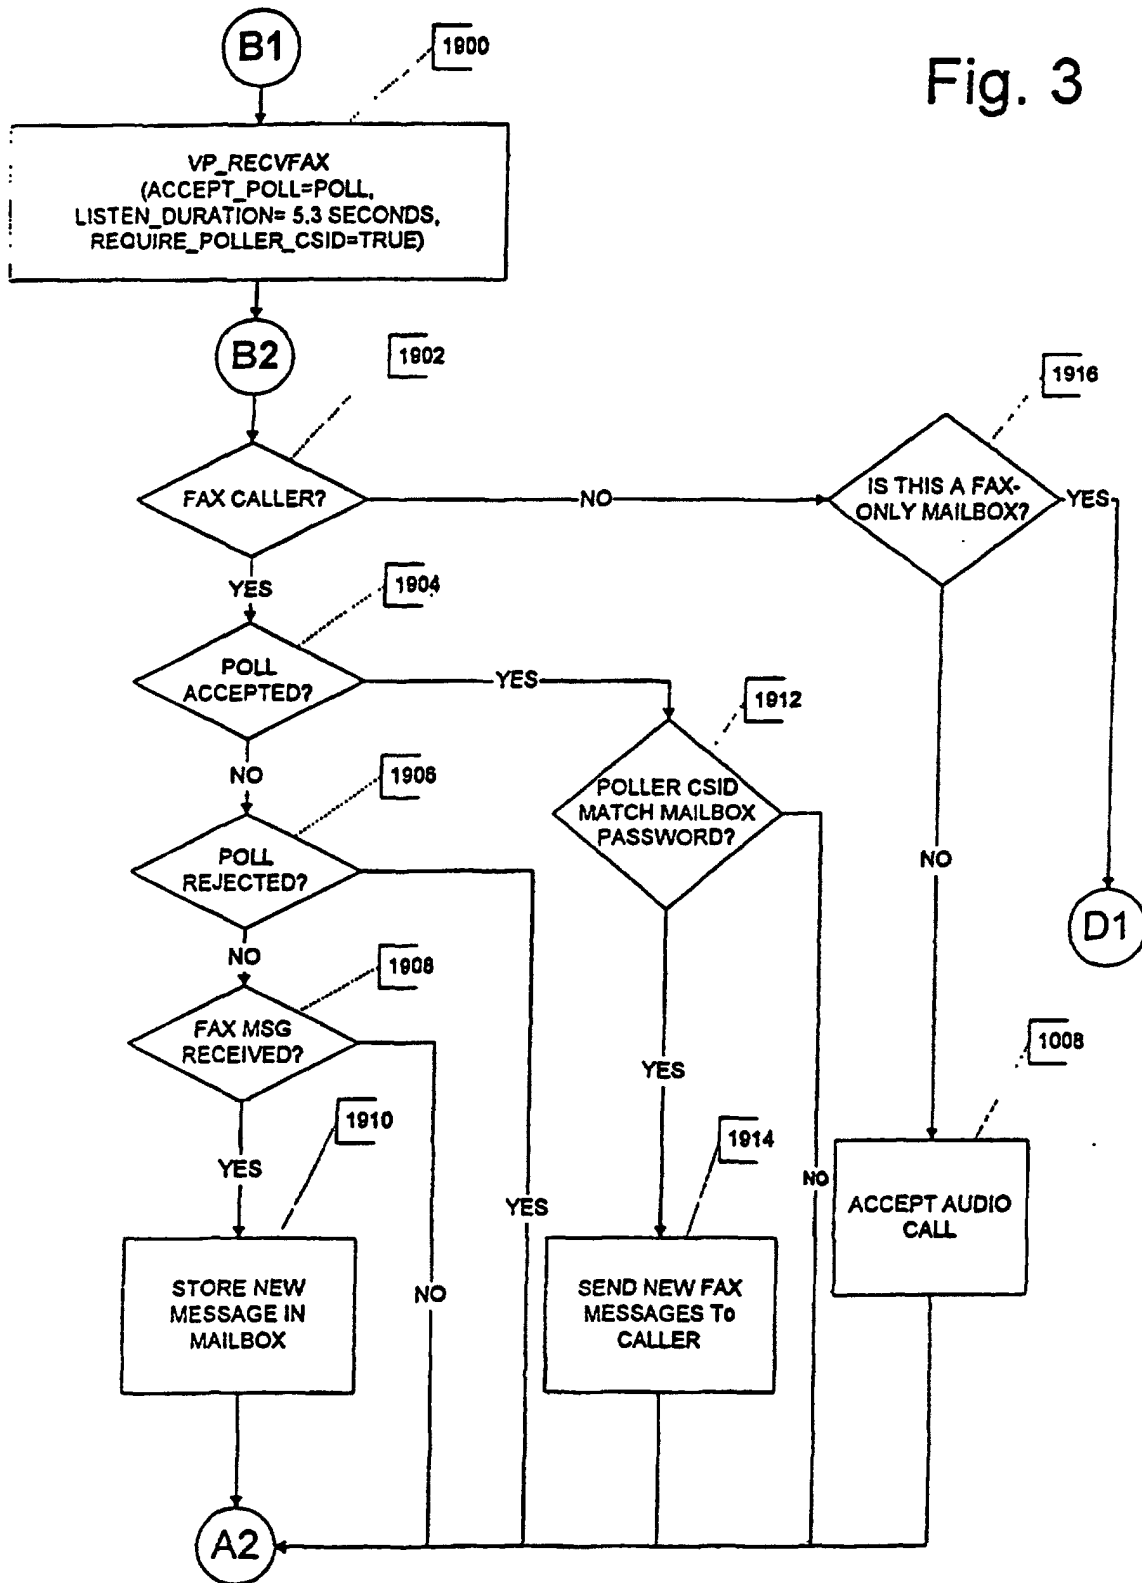 B1
1900
Fig. 3
VP_RECVFAX
(ACCEPT_POLL=POLL,
LISTEN_DURATION= 5.3 SECONDS,
REQUIRE_POLLER_CSID=TRUE)
B2
1902
1916
FAX CALLER?
NO
IS THIS A FAX-
ONLY MAILBOX?
YES
YES
1904
POLL
ACCEPTED?
YES
1912
NO
1906
POLLER CSID
MATCH MAILBOX
PASSWORD?
POLL
REJECTED?
NO
D1
NO
1908
FAX MSG
RECEIVED?
1008
YES
1910
1914
YES
NO
YES
ACCEPT AUDIO
CALL
STORE NEW
MESSAGE IN
MAILBOX
NO
SEND NEW FAX
MESSAGES To
CALLER
A2